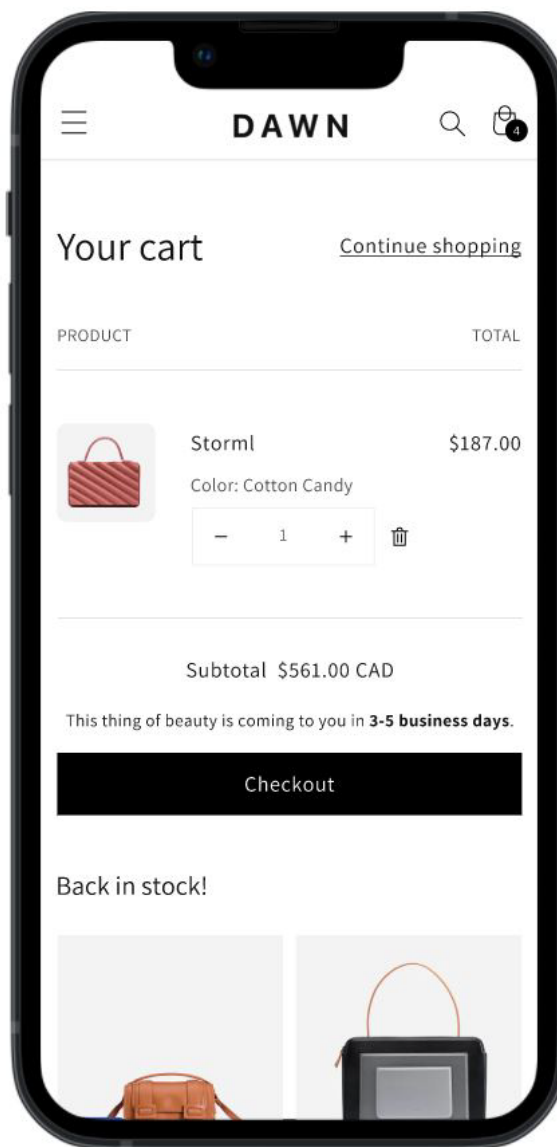 DAWN
4
Your cart
Continue shopping
PRODUCT
TOTAL
Storml
$187.00
Color: Cotton Candy
− 1 +
Subtotal $561.00 CAD
This thing of beauty is coming to you in 3-5 business days.
Checkout
Back in stock!